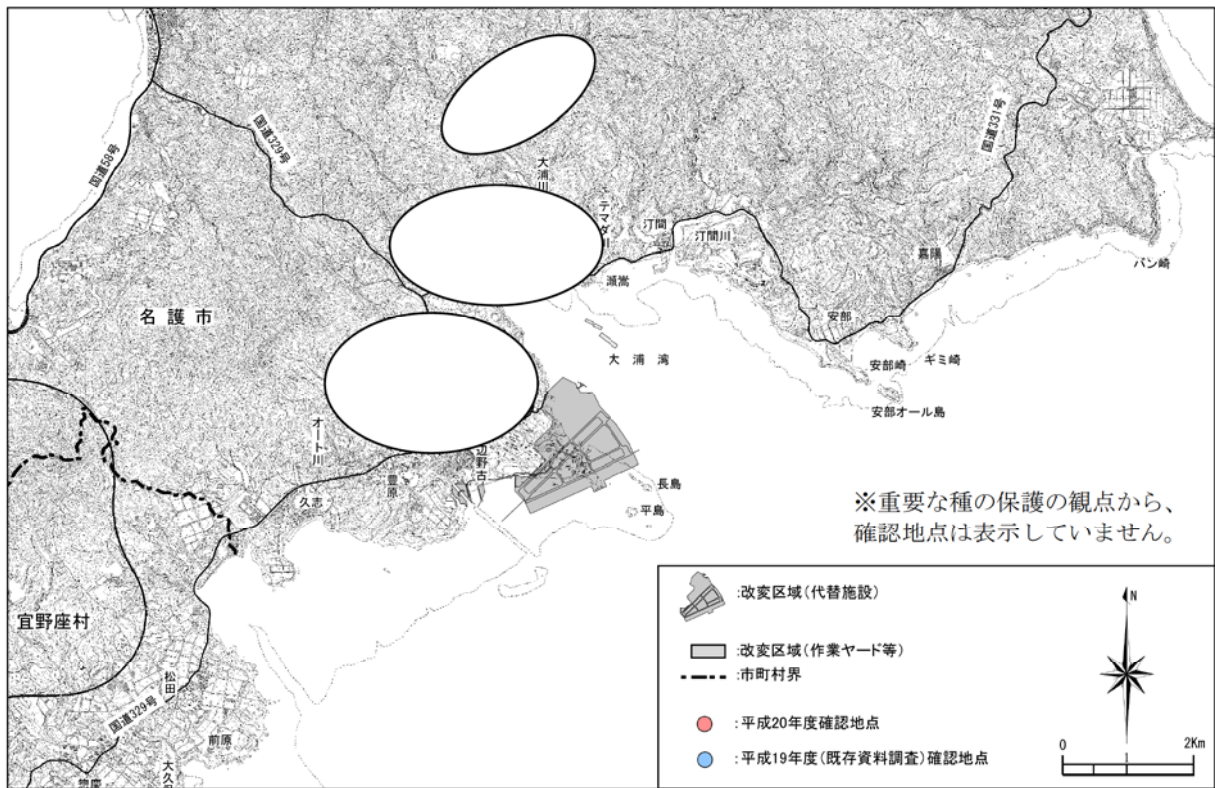 国道58号
国道329号
国道331号
大浦川
テマダー
汀間
汀間川
瀬嵩
嘉陽
バン崎
名護市
大浦湾
安部
安部崎
ギミ崎
安部オール島
オート川
久志
豊原
辺野古
長島
平島
※重要な種の保護の観点から、
確認地点は表示していません。
宜野座村
松田
国道329号
前原
惣慶
:改変区域(代替施設)
:改変区域(作業ヤード等)
:市町村界
:平成20年度確認地点
:平成19年度(既存資料調査)確認地点
N
0 2Km